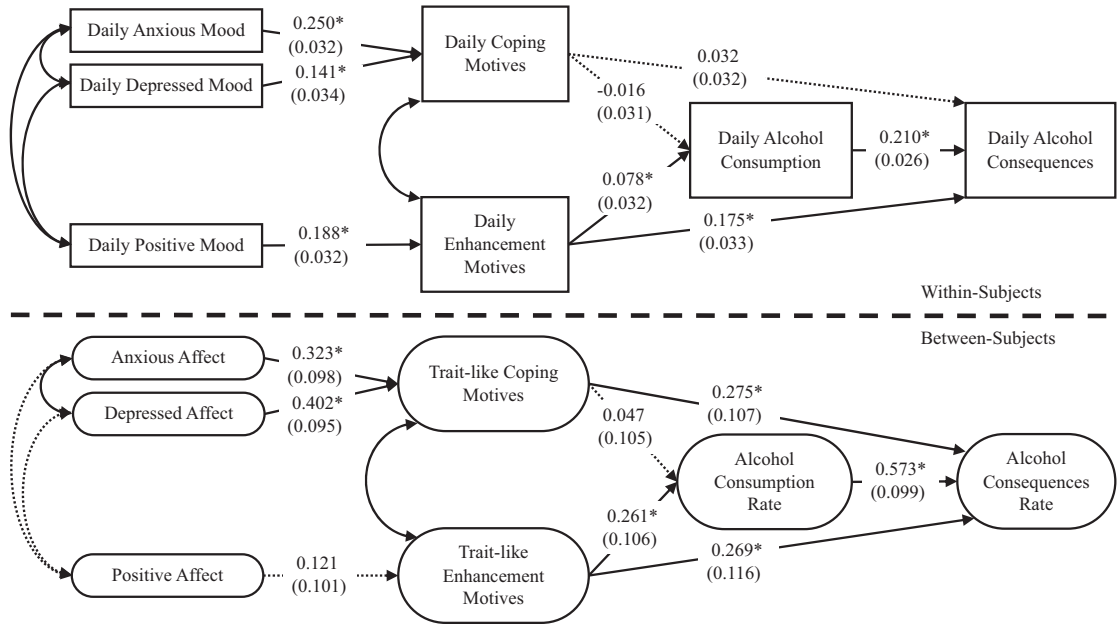 Daily Anxious Mood
0.250*
(0.032)
Daily Depressed Mood
0.141*
(0.034)
Daily Coping
Motives
0.032
(0.032)
-0.016
(0.031)
Daily Alcohol
Consumption
0.210*
(0.026)
Daily Alcohol
Consequences
0.078*
(0.032)
Daily Positive Mood
0.188*
(0.032)
Daily
Enhancement
Motives
0.175*
(0.033)
Within-Subjects
Between-Subjects
Anxious Affect
0.323*
(0.098)
Depressed Affect
0.402*
(0.095)
Trait-like Coping
Motives
0.275*
(0.107)
0.047
(0.105)
Alcohol
Consumption
Rate
0.573*
(0.099)
Alcohol
Consequences
Rate
0.261*
(0.106)
Positive Affect
0.121
(0.101)
Trait-like
Enhancement
Motives
0.269*
(0.116)